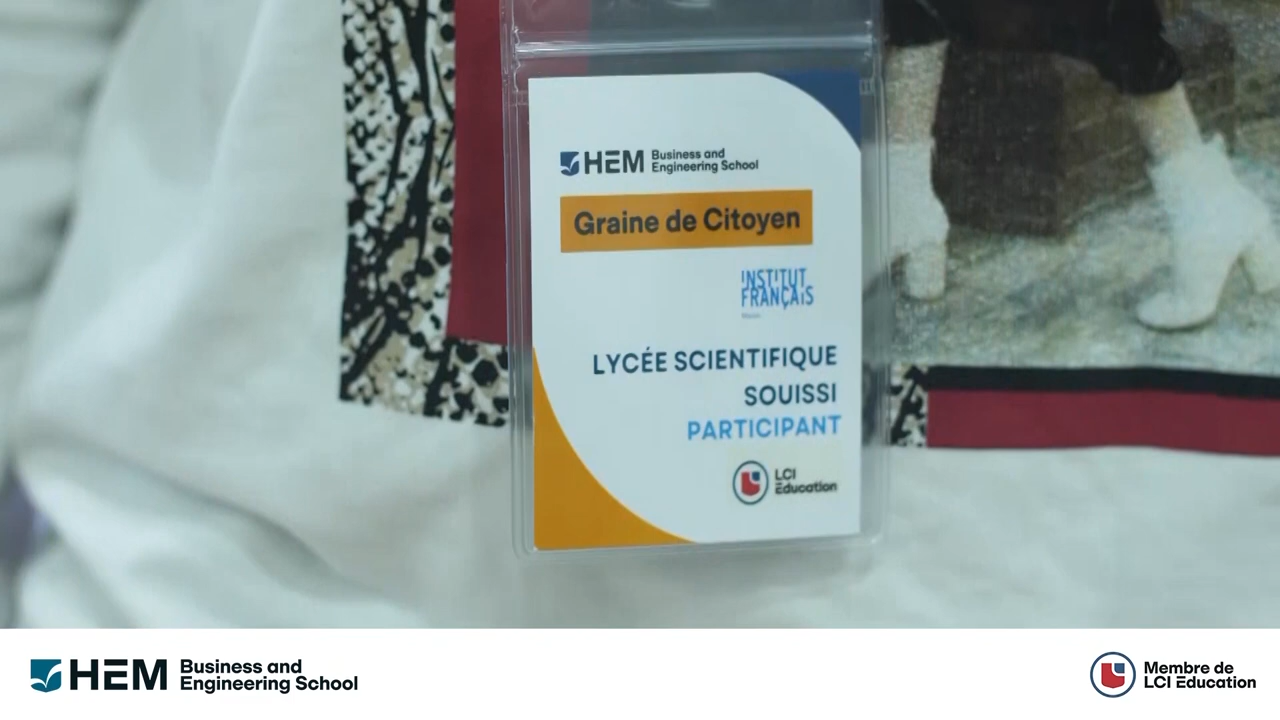 HEM Business and
Engineering School
Graine de Citoyen
INSTITUT
FRANÇAIS
LYCÉE SCIENTIFIQUE
SOUISSI
PARTICIPANT
LCI
Education
HEM Business and
Engineering School
Membre de
LCI Education